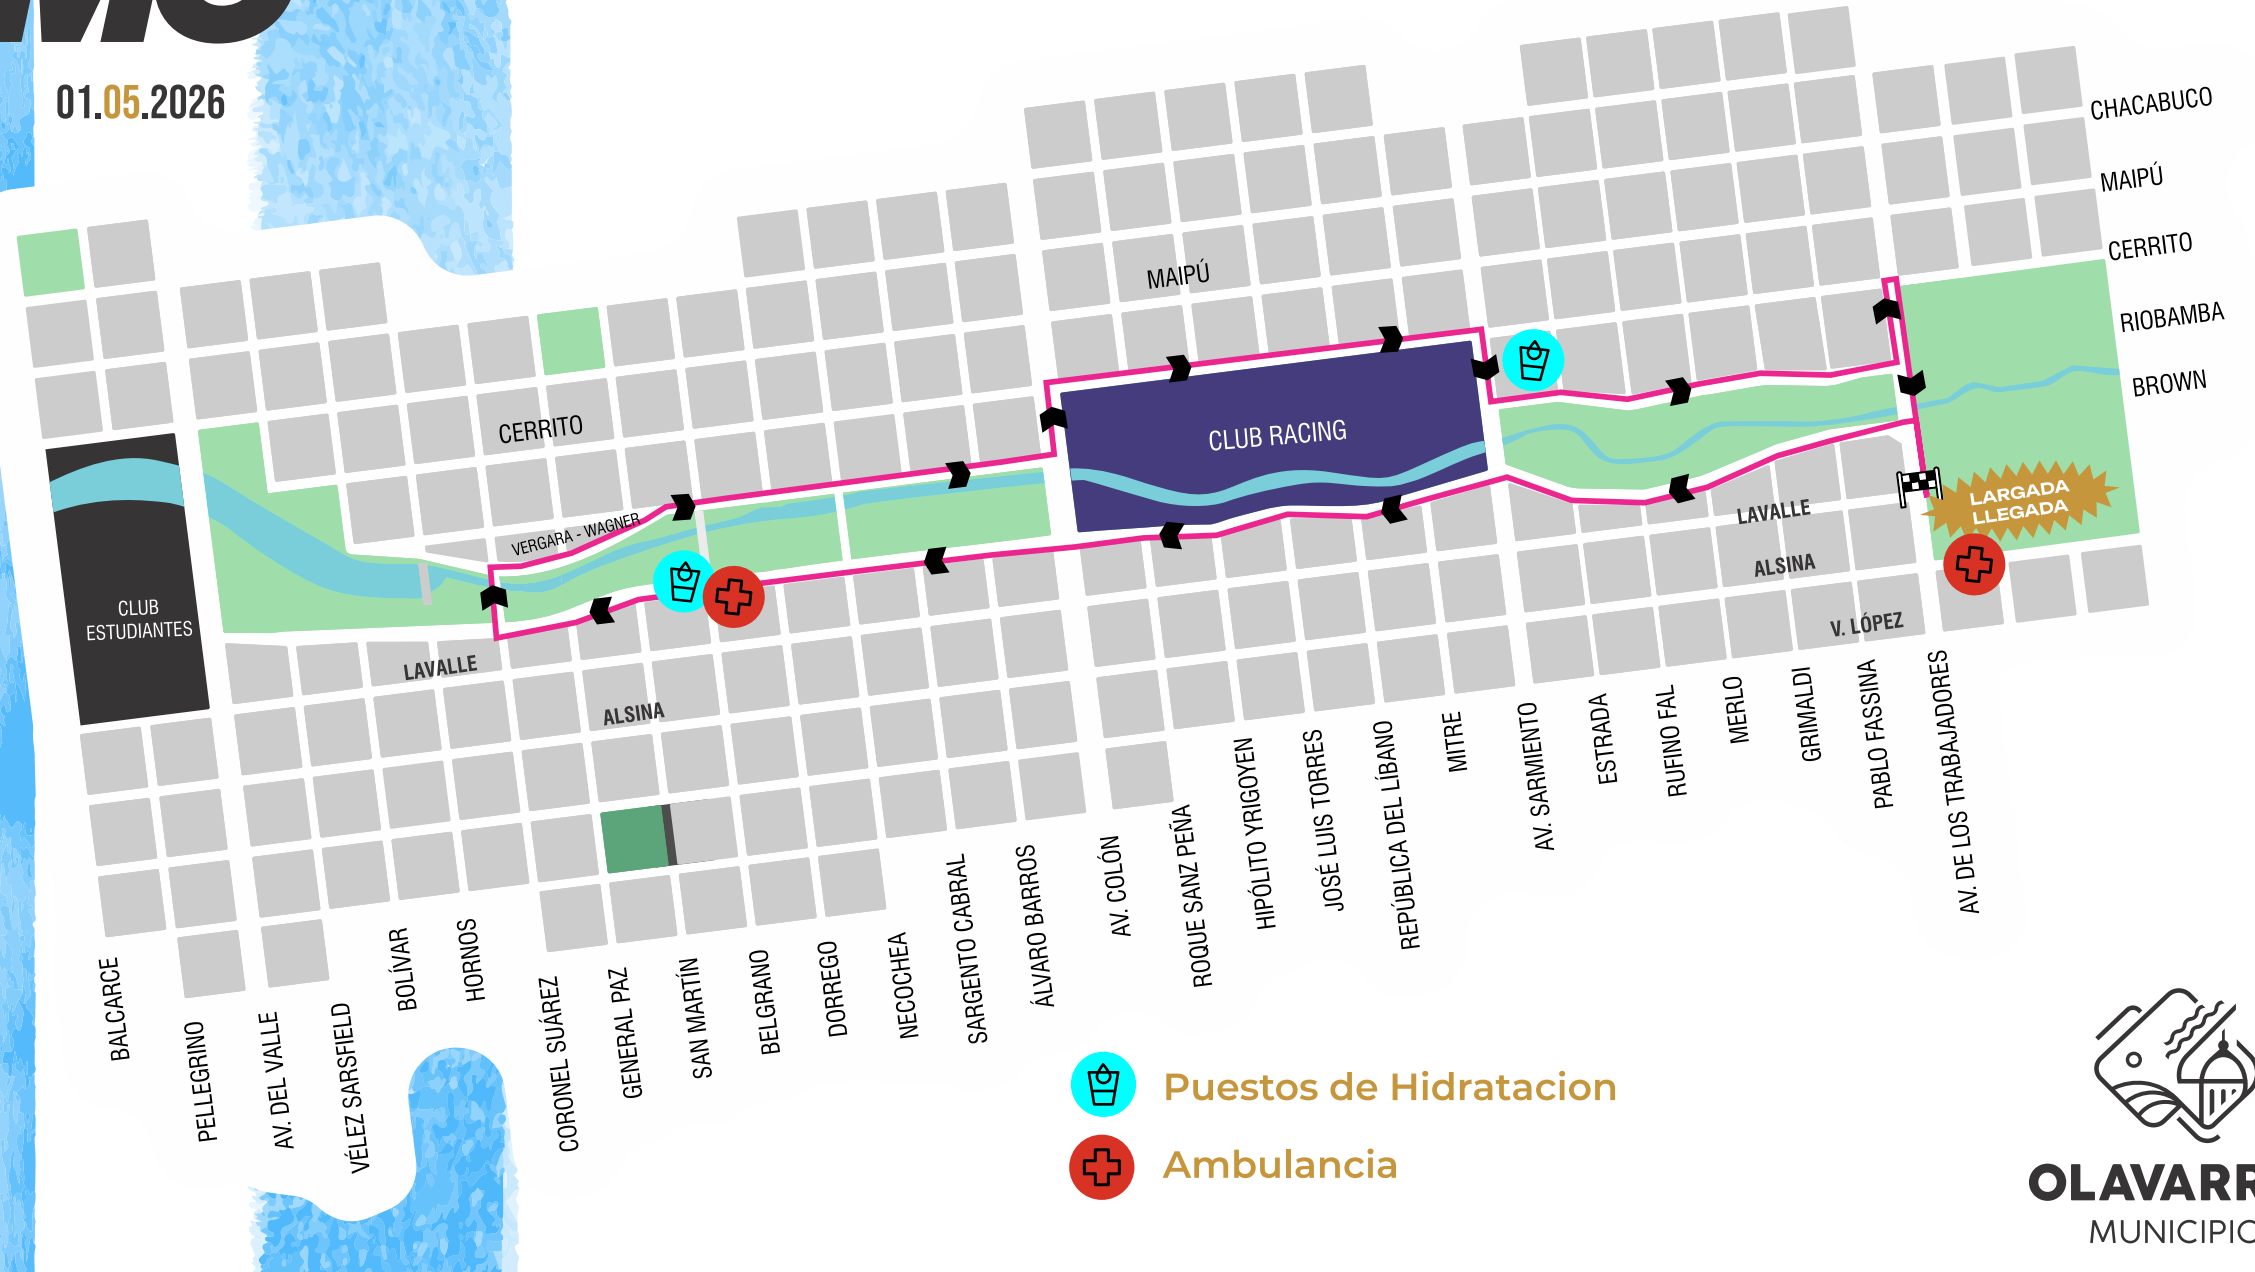 01.05.2026
CHACABUCO
MAIPÚ
CERRITO
RIOBAMBA
BROWN
MAIPÚ
CERRITO
CLUB RACING
VERGARA - WAGNER
CLUB
ESTUDIANTES
LARGADA
LLEGADA
LAVALLE
ALSINA
V. LÓPEZ
LAVALLE
ALSINA
BALCARCE
PELLEGRINO
AV. DEL VALLE
VÉLEZ SARSFIELD
BOLÍVAR
HORNOS
CORONEL SUÁREZ
GENERAL PAZ
SAN MARTÍN
BELGRANO
DORREGO
NECOCHEA
SARGENTO CABRAL
ÁLVARO BARROS
AV. COLÓN
ROQUE SANZ PEÑA
HIPÓLITO YRIGOYEN
JOSÉ LUIS TORRES
REPÚBLICA DEL LÍBANO
MITRE
AV. SARMIENTO
ESTRADA
RUFINO FAL
MERLO
GRIMALDI
PABLO FASSINA
AV. DE LOS TRABAJADORES
Puestos de Hidratacion
Ambulancia
OLAVARR
MUNICIPIO